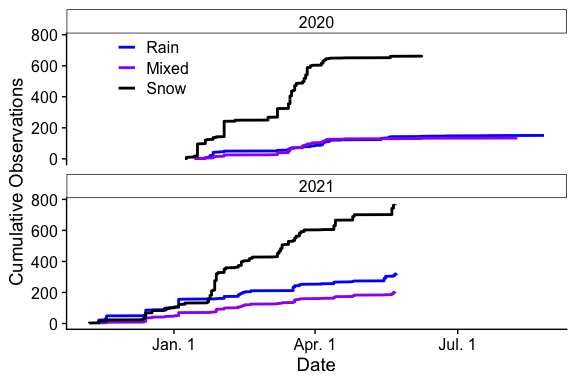 2020
800
600
400
200
0
Rain
Mixed
Snow
Cumulative Observations
2021
800
600
400
200
0
Jan. 1
Apr. 1
Jul. 1
Date